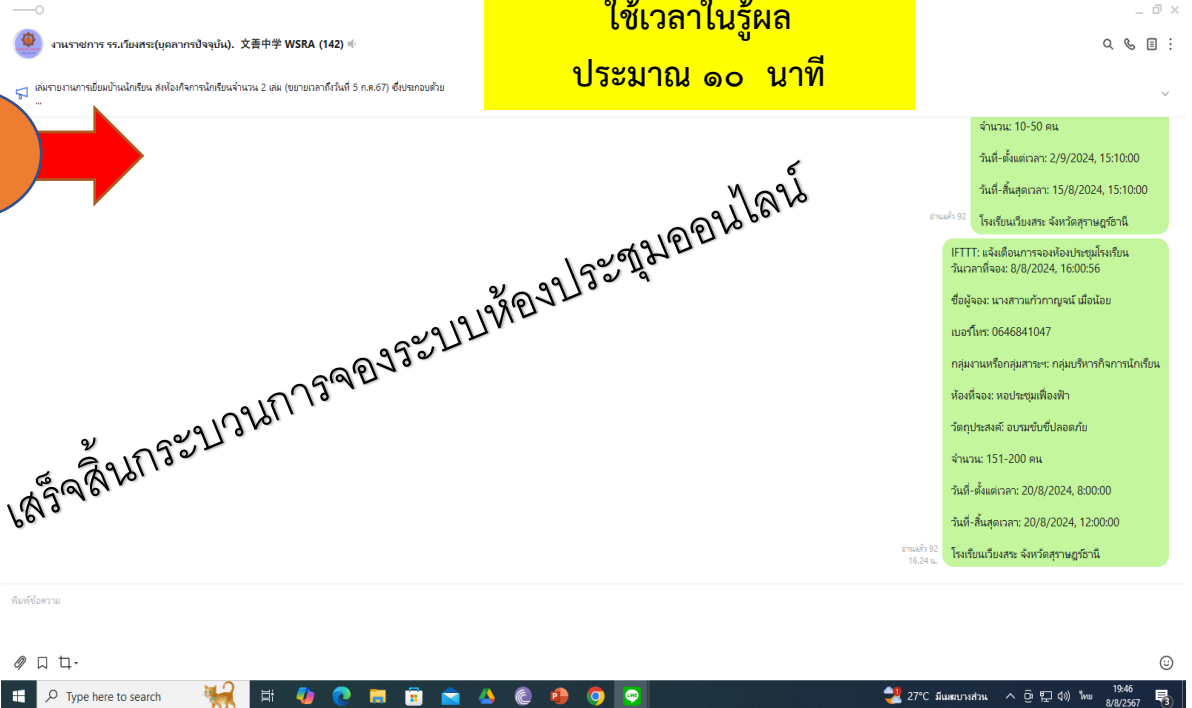 ใช้เวลาในรู้ผล
ประมาณ ๑๐ นาที
งานราชการ รร.เวียงสระ(บุคลากรปัจจุบัน). 文善中学 WSRA (142)
เล่มรายงานการเยี่ยมบ้านนักเรียน ส่งห้องกิจการนักเรียนจำนวน 2 เล่ม (ขยายเวลาถึงวันที่ 5 ก.ค.67) ซึ่งประกอบด้วย
...
จำนวน: 10-50 คน
วันที่-ตั้งแต่เวลา: 2/9/2024, 15:10:00
วันที่-สิ้นสุดเวลา: 15/8/2024, 15:10:00
อ่านแล้ว 92
โรงเรียนเวียงสระ จังหวัดสุราษฎร์ธานี
เสร็จสิ้นกระบวนการจองระบบห้องประชุมออนไลน์
IFTTT: แจ้งเตือนการจองห้องประชุมโรงเรียน
วันเวลาที่จอง: 8/8/2024, 16:00:56
ชื่อผู้จอง: นางสาวแก้วกาญจน์ เมือน้อย
เบอร์โทร: 0646841047
กลุ่มงานหรือกลุ่มสาระฯ: กลุ่มบริหารกิจการนักเรียน
ห้องที่จอง: หอประชุมเฟื่องฟ้า
วัตถุประสงค์: อบรมขับขี่ปลอดภัย
จำนวน: 151-200 คน
วันที่-ตั้งแต่เวลา: 20/8/2024, 8:00:00
วันที่-สิ้นสุดเวลา: 20/8/2024, 12:00:00
โรงเรียนเวียงสระ จังหวัดสุราษฎร์ธานี
อ่านแล้ว 92
16.24 น.
พิมพ์ข้อความ
Type here to search
27°C มีเมฆบางส่วน
ไทย
19:46
8/8/2567
3